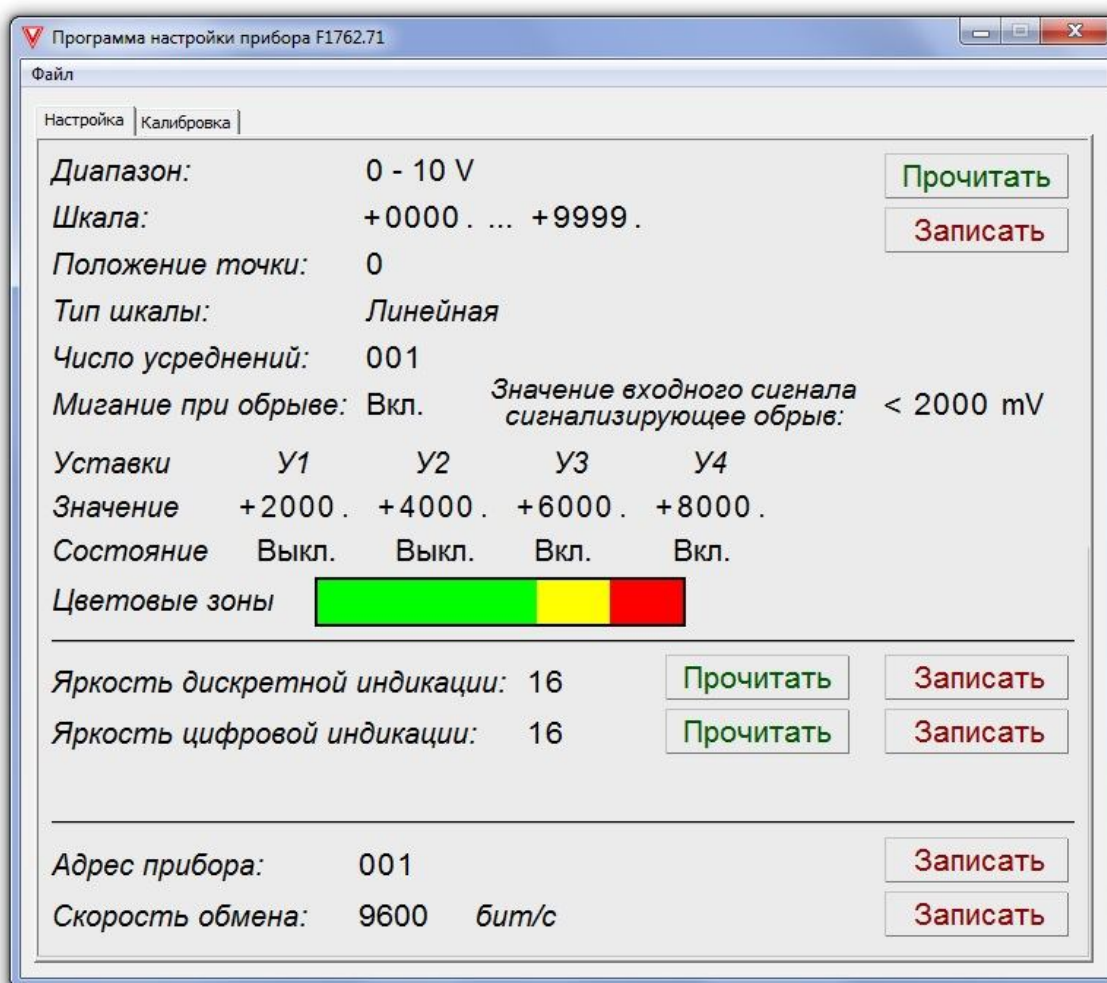 Программа настройки прибора F1762.71
Файл
Настройка Калибровка
Диапазон: 0 - 10 V Прочитать
Шкала: +0000. ... +9999. Записать
Положение точки: 0
Тип шкалы: Линейная
Число усреднений: 001
Мигание при обрыве: Вкл. Значение входного сигнала сигнализирующее обрыв: < 2000 mV
Уставки У1 У2 У3 У4
Значение +2000. +4000. +6000. +8000.
Состояние Выкл. Выкл. Вкл. Вкл.
Цветовые зоны
Яркость дискретной индикации: 16 Прочитать Записать
Яркость цифровой индикации: 16 Прочитать Записать
Адрес прибора: 001 Записать
Скорость обмена: 9600 бит/с Записать